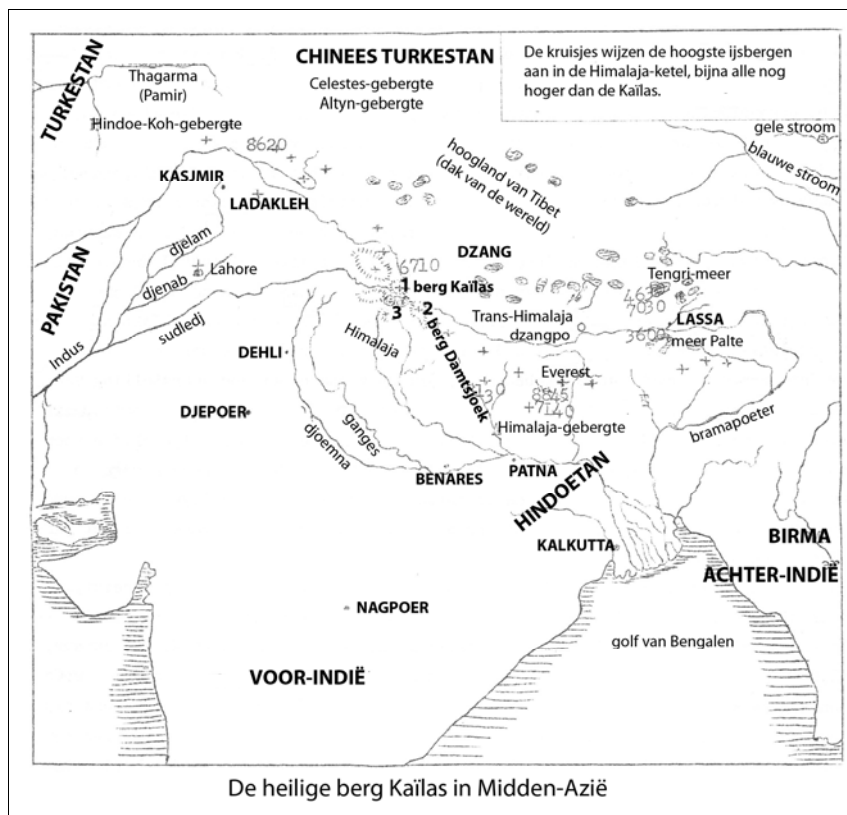 CHINEES TURKESTAN
De kruisjes wijzen de hoogste ijsbergen
aan in de Himalaja-ketel, bijna alle nog
hoger dan de Kaïlas.
TURKESTAN
Thagarma
(Pamir)
Celestes-gebergte
Altyn-gebergte
Hindoe-Koh-gebergte
8620
gele stroom
blauwe stroom
hoogland van Tibet
(dak van de wereld)
KASJMIR
LADAKLEH
djelam
DZANG
PAKISTAN
Lahore
djenab
6710
1 berg Kaïlas
Tengri-meer
7030
sudledj
3
2
berg Damtsjoek
Trans-Himalaja
dzangpo
LASSA
3600
meer Palte
Indus
Himalaja
DEHLI
Everest
8845
7140
DJEPOER
ganges
djoemna
Himalaja-gebergte
bramapoeter
BENARES
PATNA
HINDOETAN
KALKUTTA
BIRMA
ACHTER-INDIË
NAGPOER
golf van Bengalen
VOOR-INDIË
De heilige berg Kaïlas in Midden-Azië